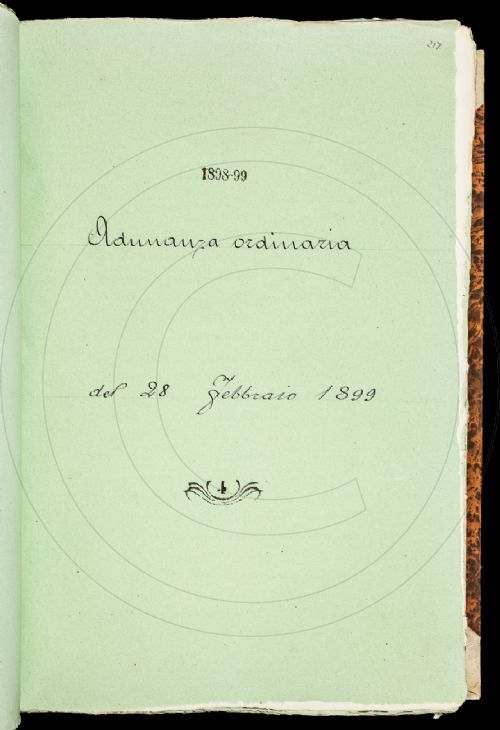 217
1898-99
Adunanza ordinaria
del 28 Febbraio 1899
4